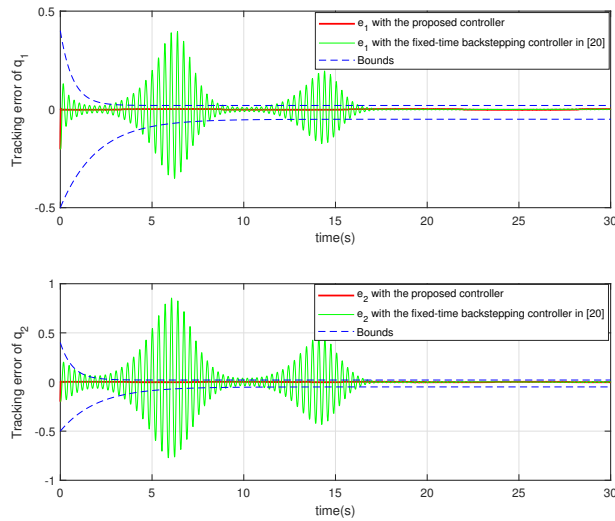 e1 with the proposed controller
e1 with the fixed-time backstepping controller in [20]
Bounds
Tracking error of q1
0.5
0
-0.5
0 5 10 15 20 25 30
time(s)
e2 with the proposed controller
e2 with the fixed-time backstepping controller in [20]
Bounds
Tracking error of q2
1
0.5
0
-0.5
-1
0 5 10 15 20 25 30
time(s)